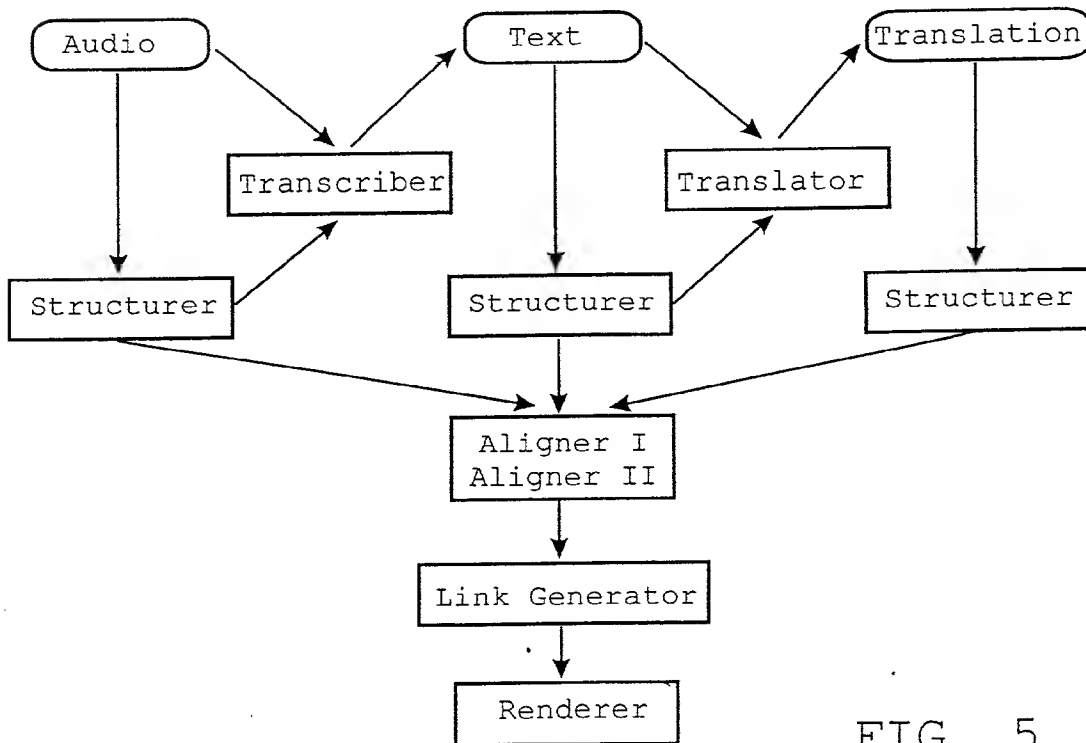 Audio
Text
Translation
Transcriber
Translator
Structurer
Structurer
Structurer
Aligner I
Aligner II
Link Generator
Renderer
FIG. 5